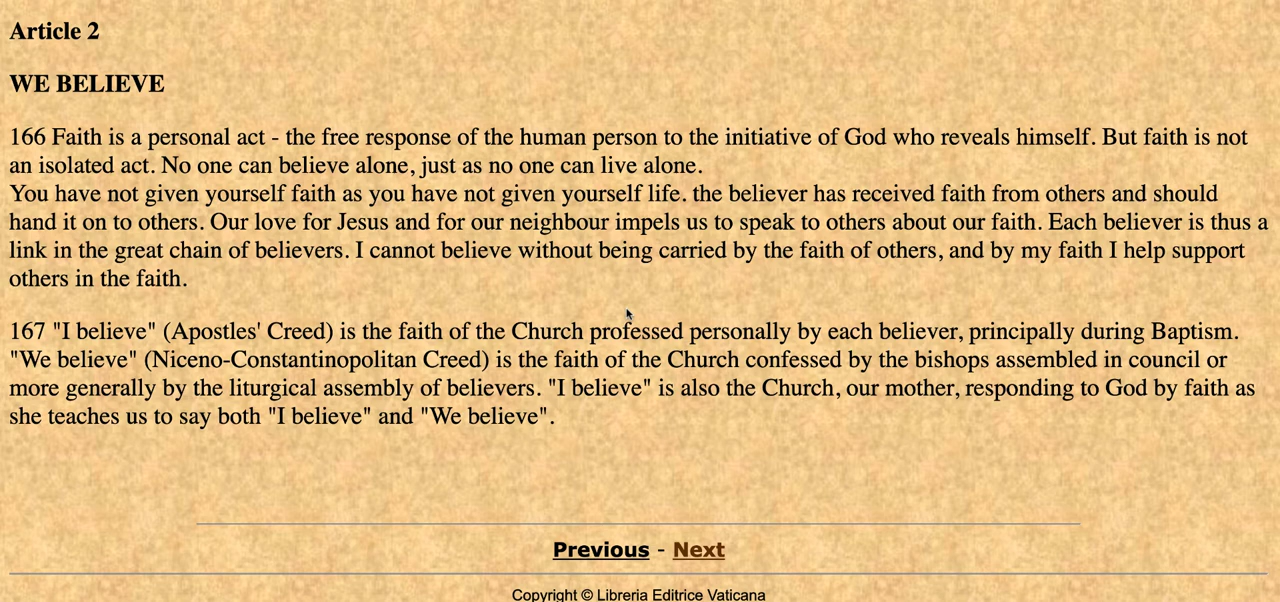 Article 2
WE BELIEVE
166 Faith is a personal act - the free response of the human person to the initiative of God who reveals himself. But faith is not
an isolated act. No one can believe alone, just as no one can live alone.
You have not given yourself faith as you have not given yourself life. the believer has received faith from others and should
hand it on to others. Our love for Jesus and for our neighbour impels us to speak to others about our faith. Each believer is thus a
link in the great chain of believers. I cannot believe without being carried by the faith of others, and by my faith I help support
others in the faith.
167 "I believe" (Apostles' Creed) is the faith of the Church professed personally by each believer, principally during Baptism.
"We believe" (Niceno-Constantinopolitan Creed) is the faith of the Church confessed by the bishops assembled in council or
more generally by the liturgical assembly of believers. "I believe" is also the Church, our mother, responding to God by faith as
she teaches us to say both "I believe" and "We believe".
Previous - Next
Copyright © Libreria Editrice Vaticana